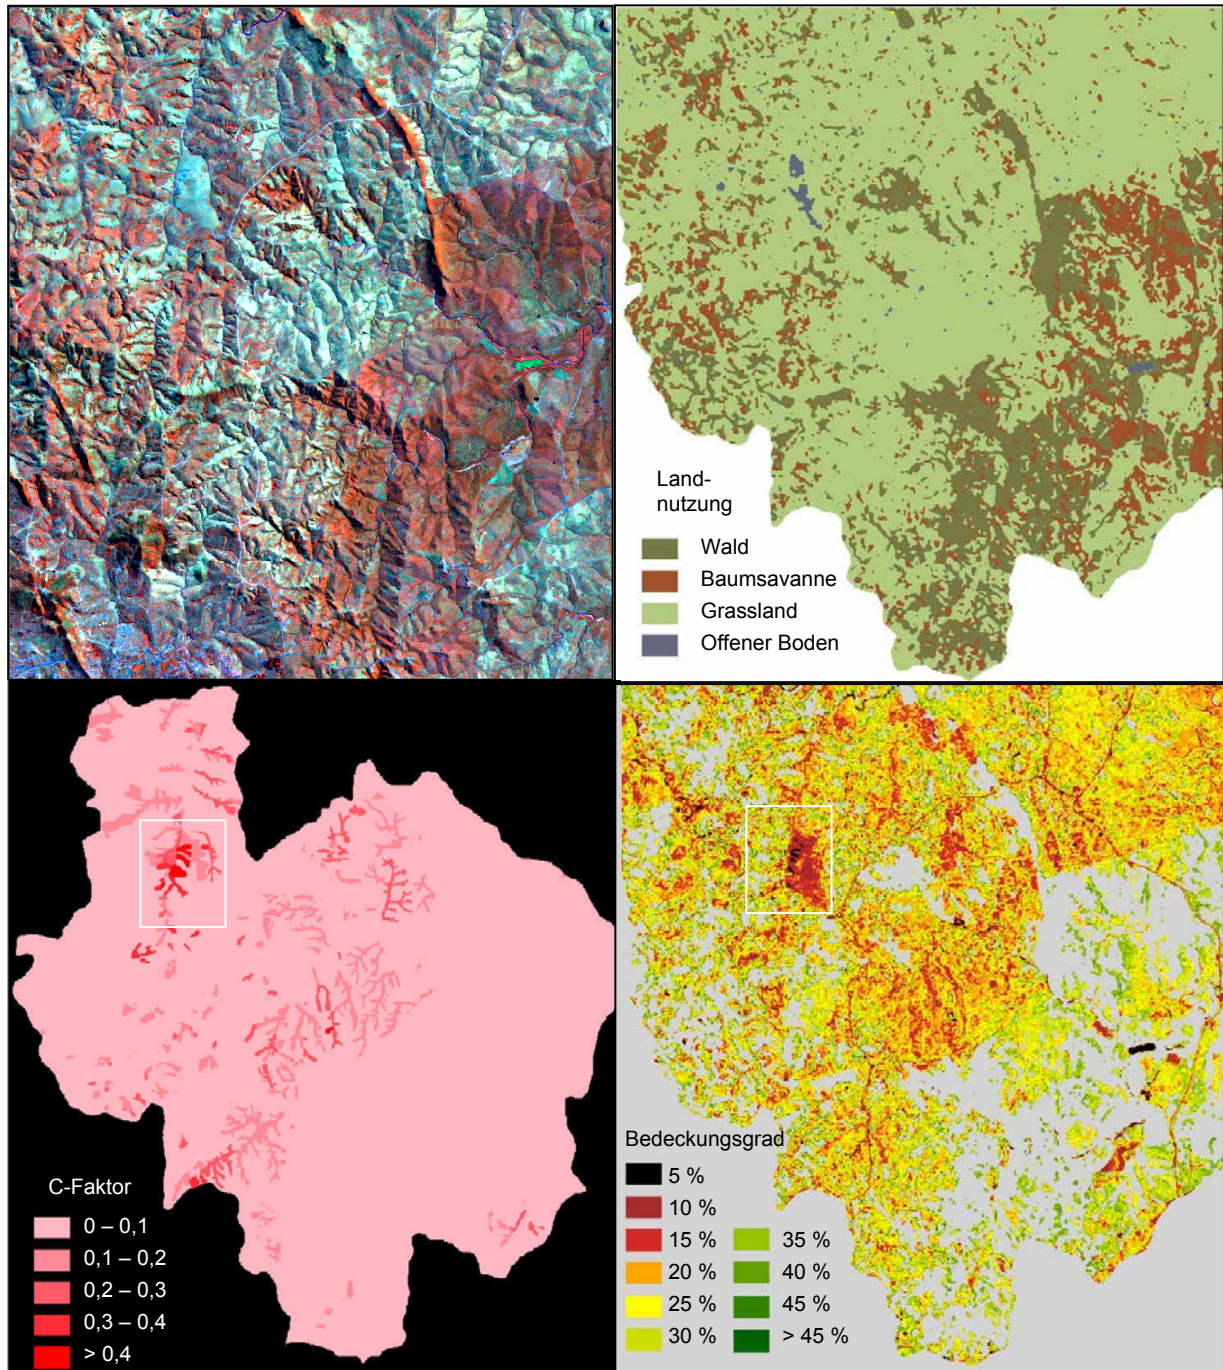 Land-
nutzung
Wald
Baumsavanne
Grassland
Offener Boden
C-Faktor
0 – 0,1
0,1 – 0,2
0,2 – 0,3
0,3 – 0,4
> 0,4
Bedeckungsgrad
5 %
10 %
15 %
20 %
25 %
30 %
35 %
40 %
45 %
> 45 %